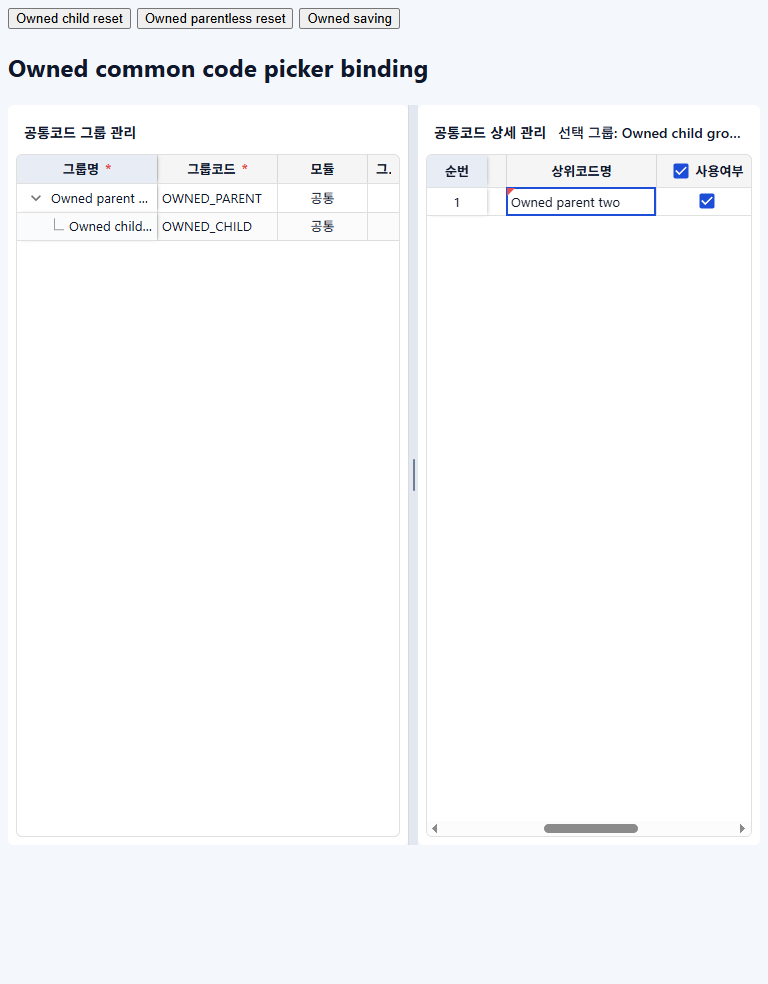 Owned child reset Owned parentless reset Owned saving
Owned common code picker binding
공통코드 그룹 관리
그룹명 * 그룹코드 * 모듈 그.
Owned parent ... OWNED_PARENT 공통
Owned child... OWNED_CHILD 공통
공통코드 상세 관리 선택 그룹: Owned child gro...
순번 상위코드명 사용여부
1 Owned parent two